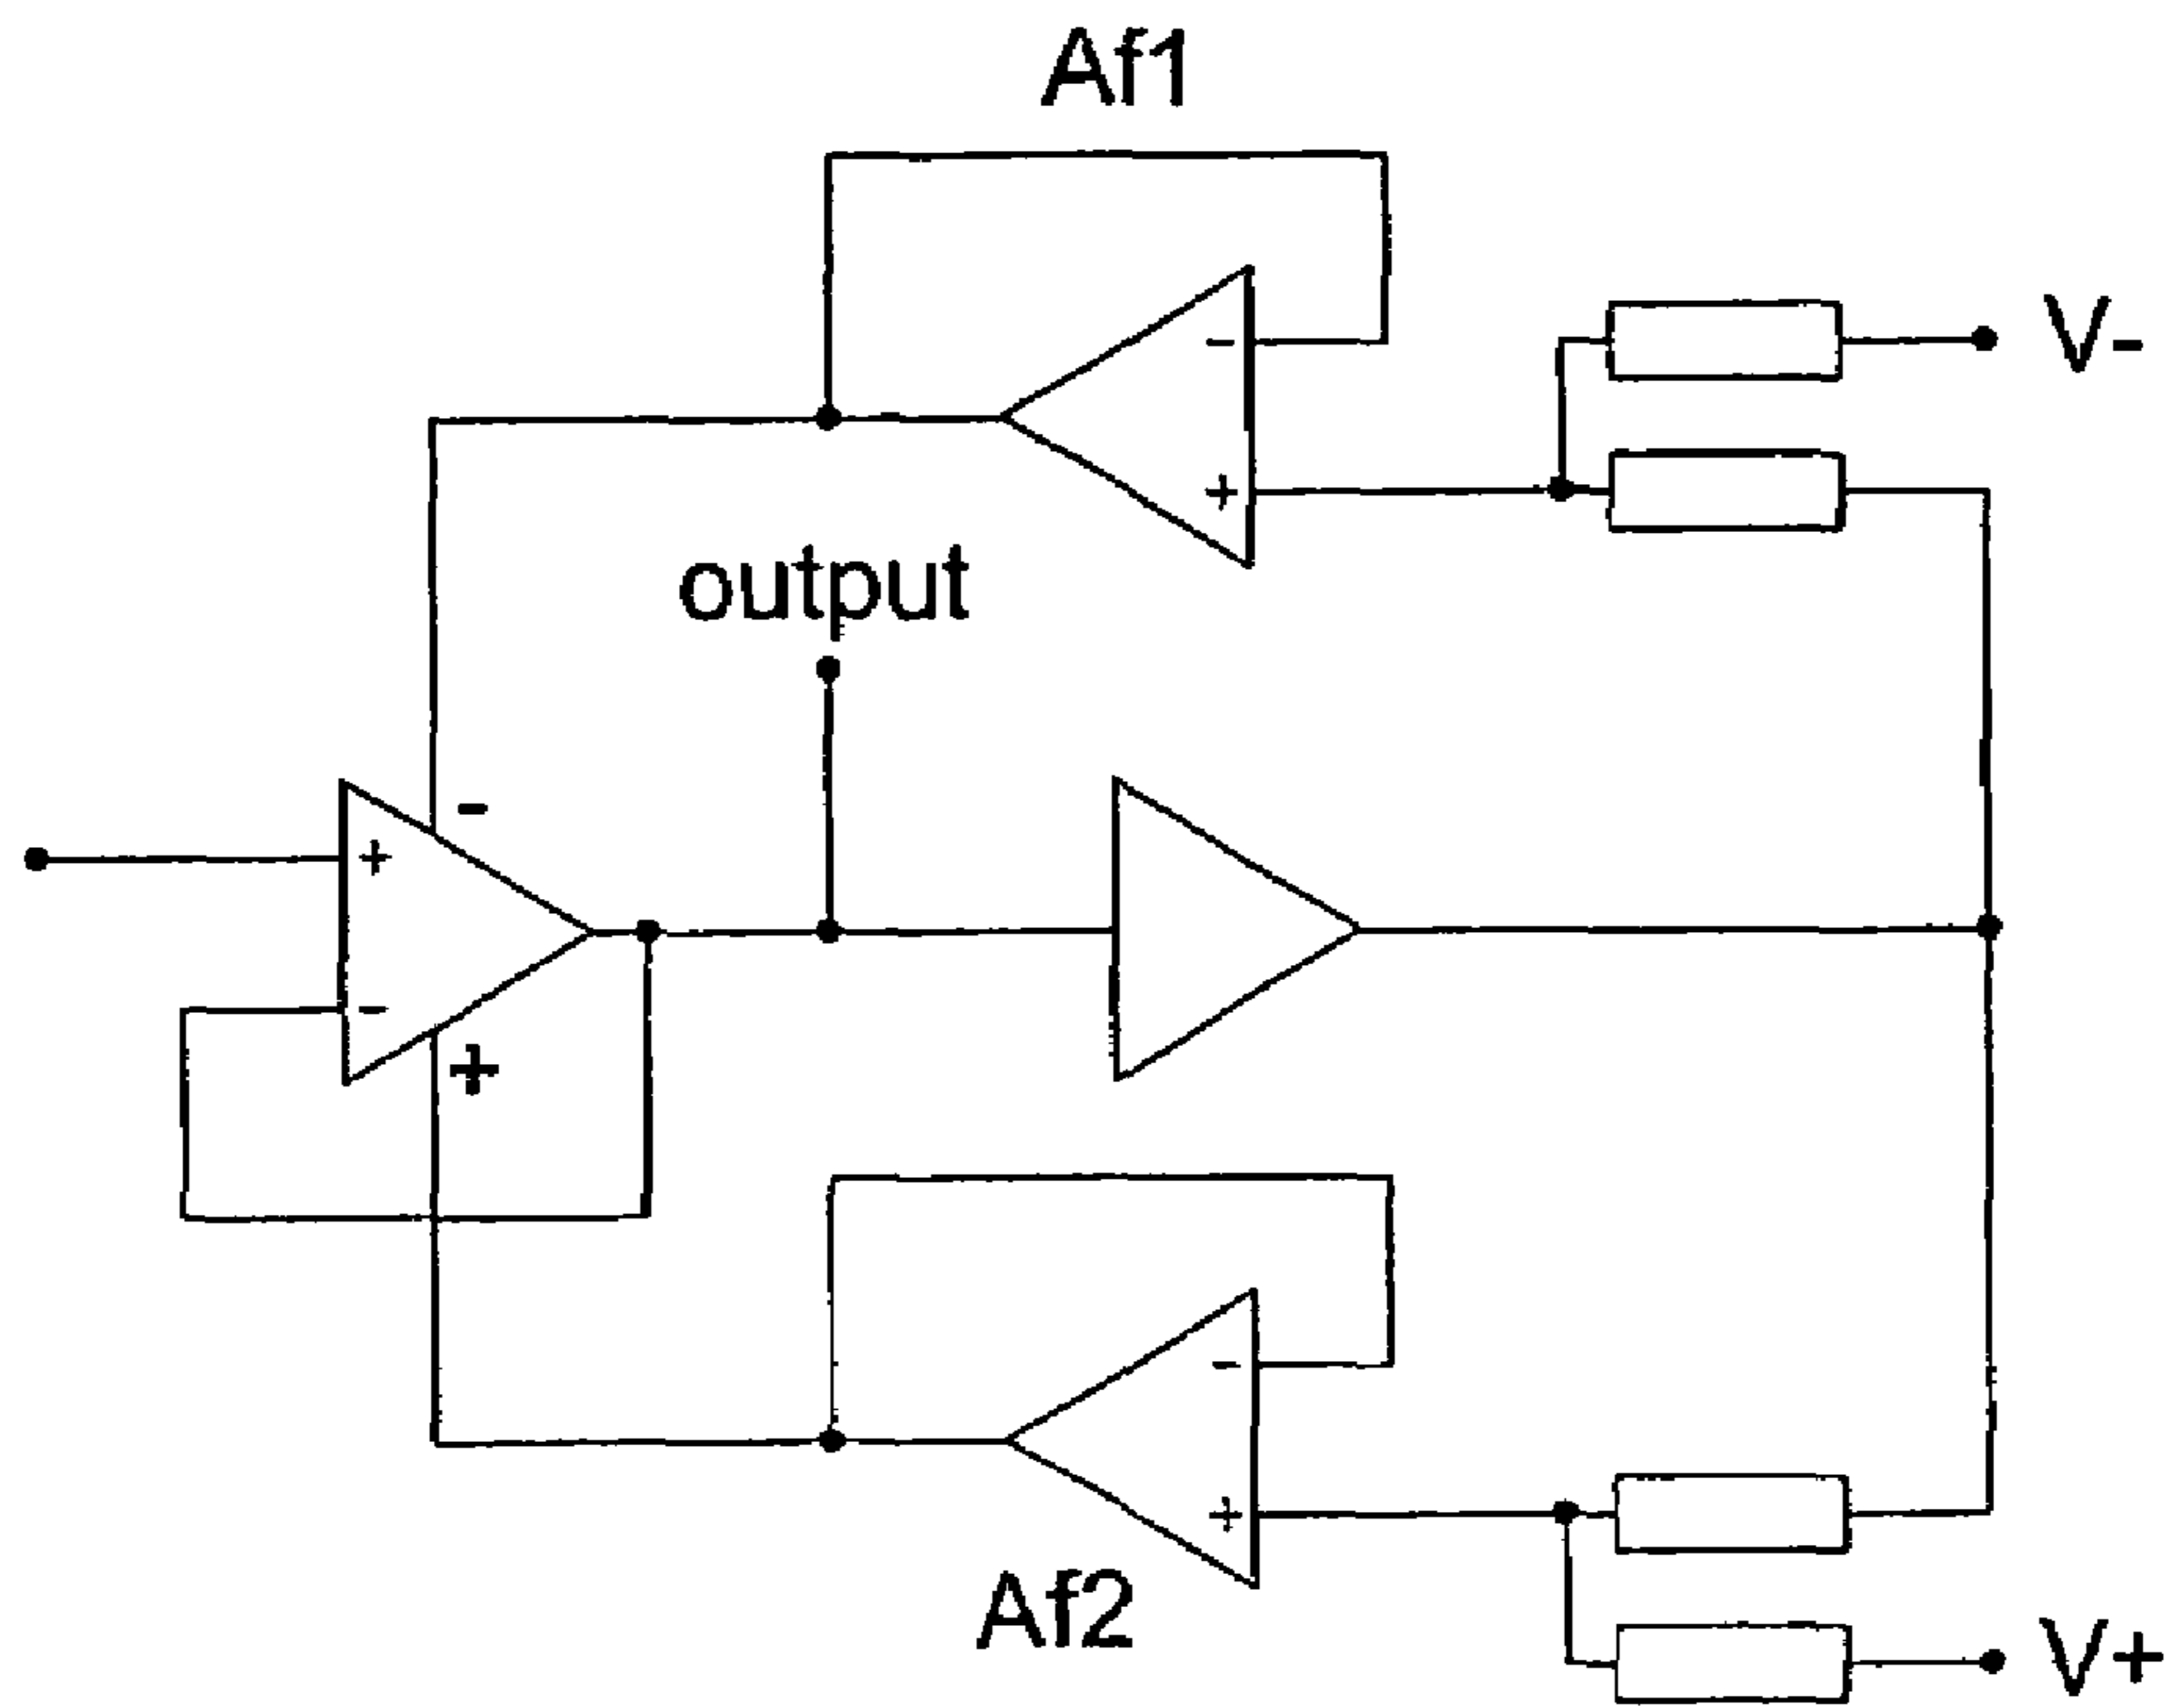 Af1
-
V-
+
output
-
+
-
+
-
+
Af2
V+